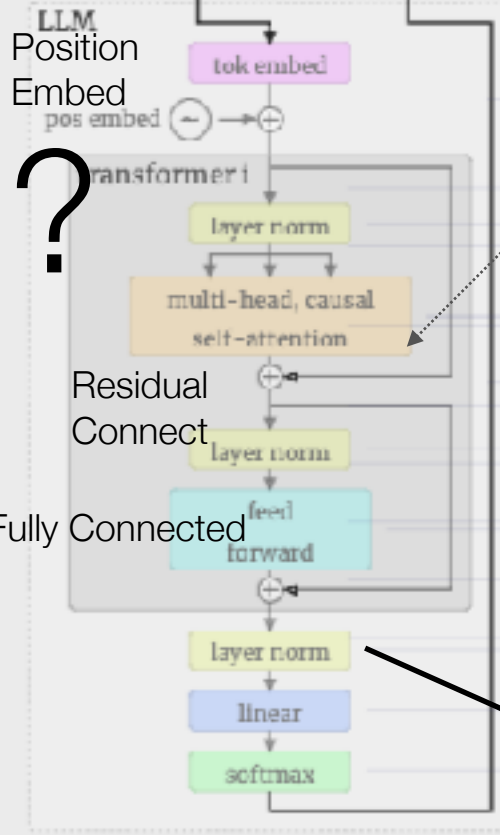 LLM
Position
Embed
tok embed
pos embed
~
?
ransformer i
layer norm
multi-head, causal
self-attention
Residual
Connect
layer norm
Fully Connected
feed
forward
layer norm
linear
softmax